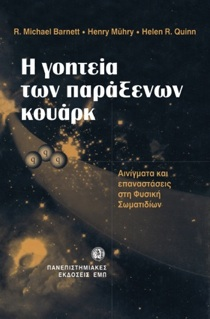 R. Michael Barnett • Henry Mühry • Helen R. Quinn
Η γοητεία
των παράξενων
κουάρκ
Αινίγματα και
επαναστάσεις
στη Φυσική
Σωματιδίων
ΠΑΝΕΠΙΣΤΗΜΙΑΚΕΣ
ΕΚΔΟΣΕΙΣ ΕΜΠ